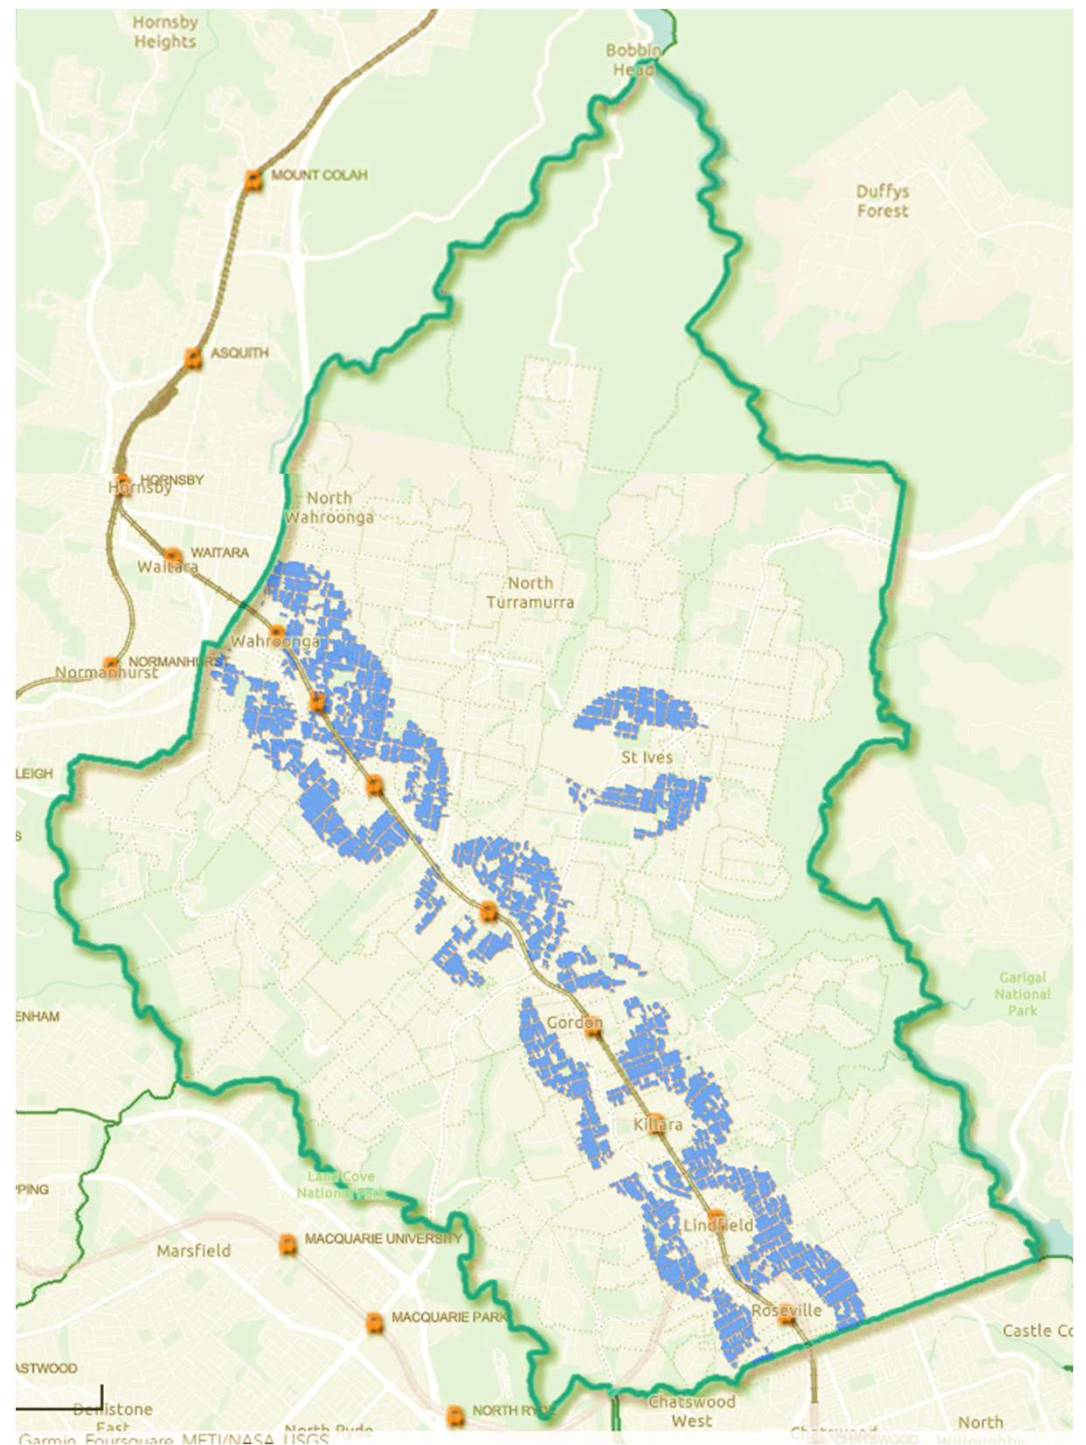 Hornsby
Heights
Bobbin
Head
MOUNT COLAH
Duffys
Forest
ASQUITH
HORNSBY
Hornsby
North
Wahroonga
WAITARA
Waitara
North
Turramurra
Wahroonga
NORMANHURS
Normanhurst
St Ives
LEIGH
S
Garigal
National
Park
ENHAM
Gordon
Killara
Lane Cove
National Park
PPING
Lindfield
MACQUARIE UNIVERSITY
Marsfield
Roseville
MACQUARIE PARK
Castle Co
ASTWOOD
Denistone
East
NORTH RYDE
Chatswood
West
North Ryde
Chatswood
North
Willoughby
Garmin, Foursquare, METI/NASA, USGS